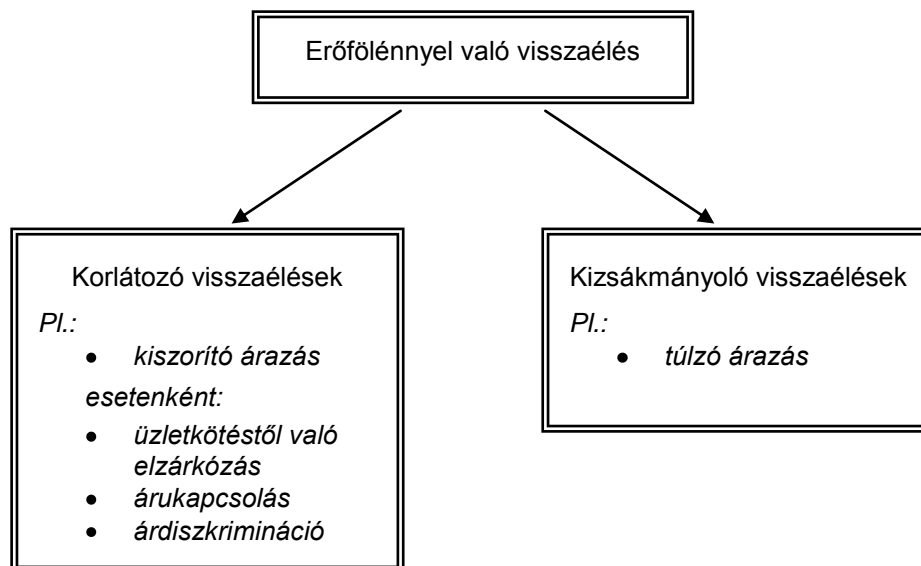 Erőfölénnyel való visszaélés
Korlátozó visszaélések
Pl.:
• kiszorító árazás
esetenként:
• üzletkötéstől való
elzárkózás
• árukapcsolás
• árdiszkrimináció
Kizsákmányoló visszaélések
Pl.:
• túlzó árazás